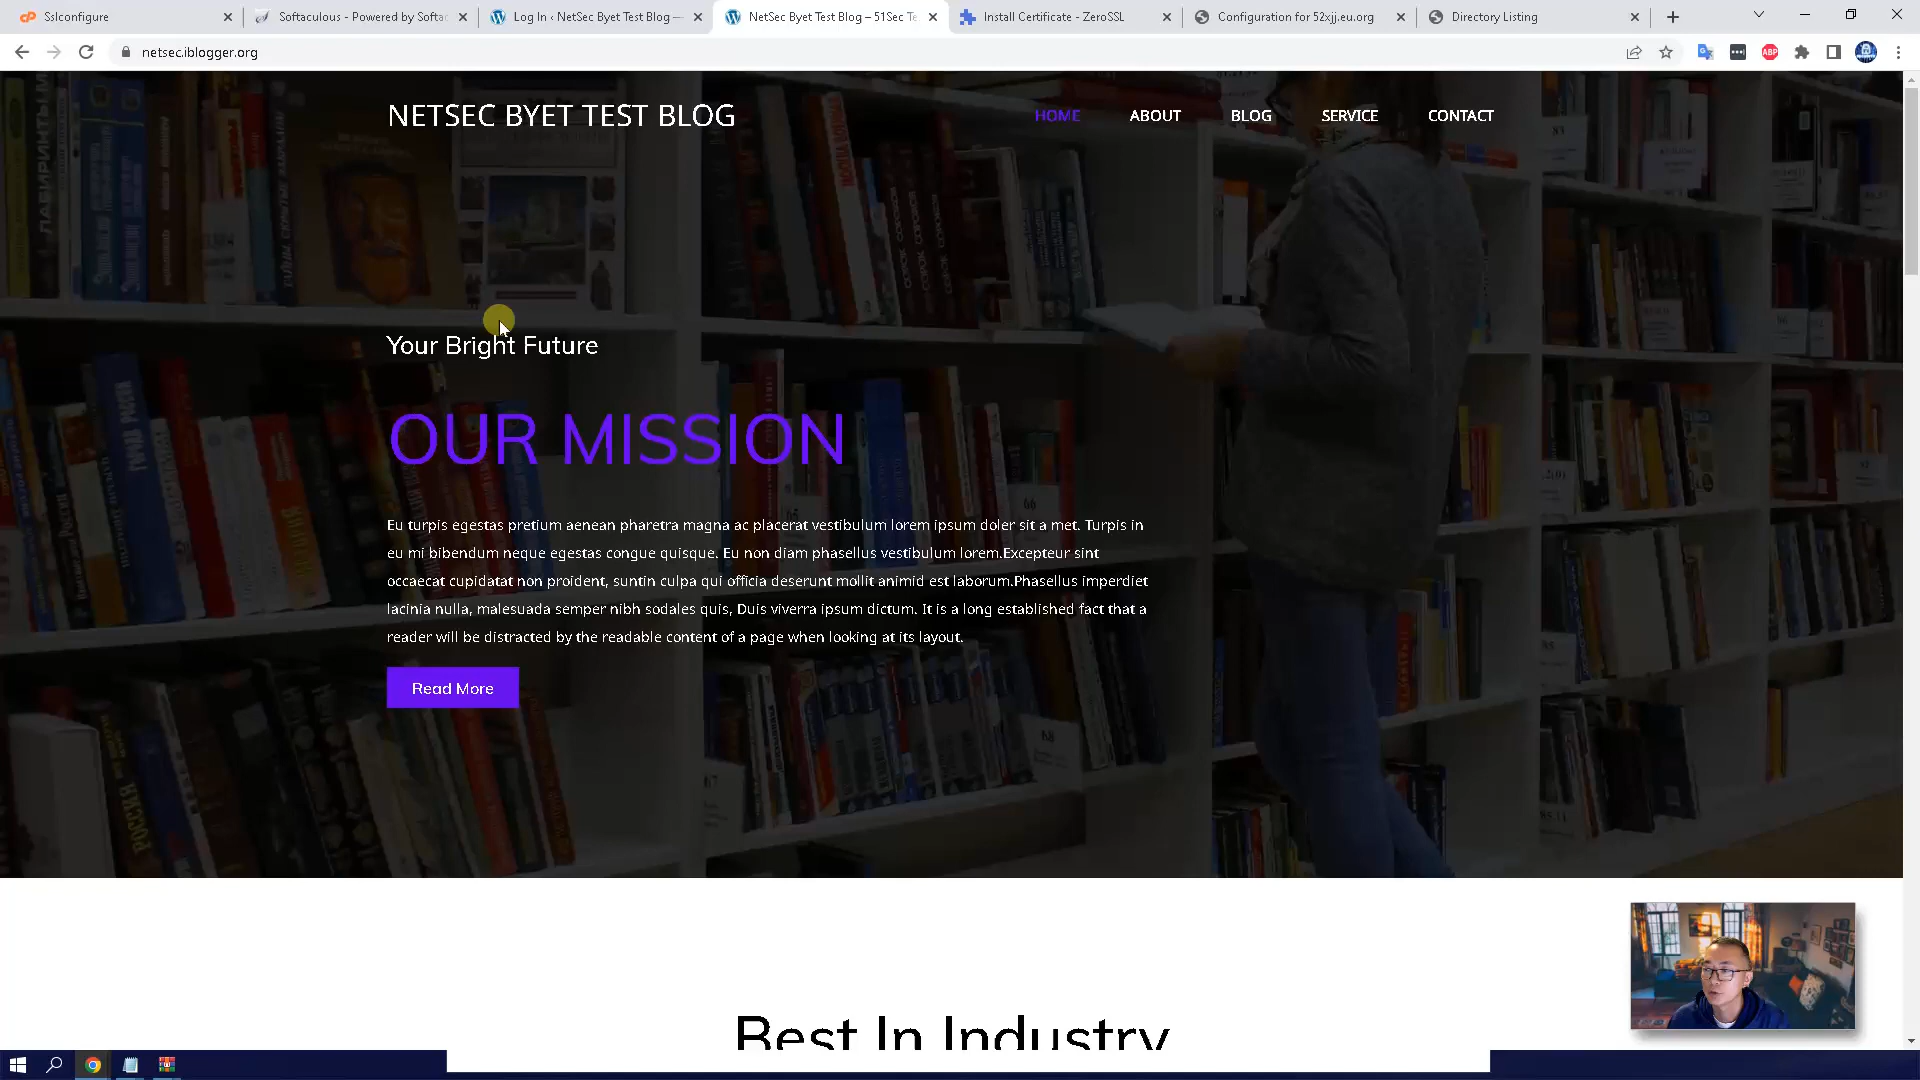 Sslconfigure
Softaculous - Powered by Softac
Log In ‹ NetSec Byet Test Blog —
NetSec Byet Test Blog – 51Sec Te
Install Certificate - ZeroSSL
Configuration for 52xjj.eu.org
Directory Listing
netsec.iblogger.org
ABP
NETSEC BYET TEST BLOG
HOME
ABOUT
BLOG
SERVICE
CONTACT
Your Bright Future
OUR MISSION
Eu turpis egestas pretium aenean pharetra magna ac placerat vestibulum lorem ipsum doler sit a met. Turpis in
eu mi bibendum neque egestas congue quisque. Eu non diam phasellus vestibulum lorem.Excepteur sint
occaecat cupidatat non proident, suntin culpa qui officia deserunt mollit animid est laborum.Phasellus imperdiet
lacinia nulla, malesuada semper nibh sodales quis, Duis viverra ipsum dictum. It is a long established fact that a
reader will be distracted by the readable content of a page when looking at its layout.
Read More
Best In Industry